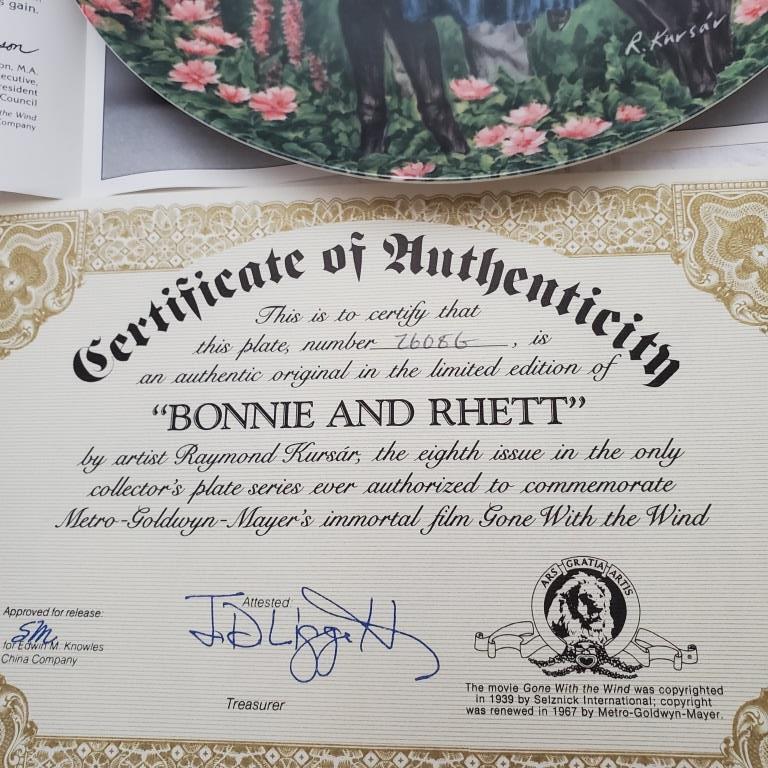 s gain.
son
on, M.A.
ecutive,
resident
Council
the Wind
Company
R. Kursár
Certificate of Authenticity
This is to certify that
this plate, number 7608G, is
an authentic original in the limited edition of
“BONNIE AND RHETT”
by artist Raymond Kursár, the eighth issue in the only
collector's plate series ever authorized to commemorate
Metro-Goldwyn-Mayer's immortal film Gone With the Wind
Approved for release:
SM
for Edwin M. Knowles
China Company
Attested:
J D Liggett
Treasurer
ARS GRATIA ARTIS
The movie Gone With the Wind was copyrighted
in 1939 by Selznick International; copyright
was renewed in 1967 by Metro-Goldwyn-Mayer.